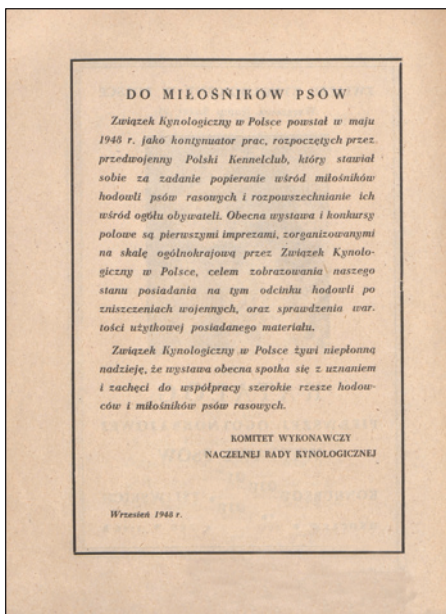 DO MIŁOŚNIKÓW PSÓW
Związek Kynologiczny w Polsce powstał w maju
1948 r. jako kontynuator prac, rozpoczętych przez
przedwojenny Polski Kennelclub, który stawiał
sobie za zadanie popieranie wśród miłośników
hodowli psów rasowych i rozpowszechnianie ich
wśród ogółu obywateli. Obecna wystawa i konkursy
polowe są pierwszymi imprezami, zorganizowanymi
na skalę ogólnokrajową przez Związek Kynolo-
giczny w Polsce, celem zobrazowania naszego
stanu posiadania na tym odcinku hodowli po
zniszczeniach wojennych, oraz sprawdzenia war-
tości użytkowej posiadanego materiału.
Związek Kynologiczny w Polsce żywi niepłonną
nadzieję, że wystawa obecna spotka się z uznaniem
i zachęci do współpracy szerokie rzesze hodow-
ców i miłośników psów rasowych.
KOMITET WYKONAWCZY
NACZELNEJ RADY KYNOLOGICZNEJ
Wrzesień 1948 r.